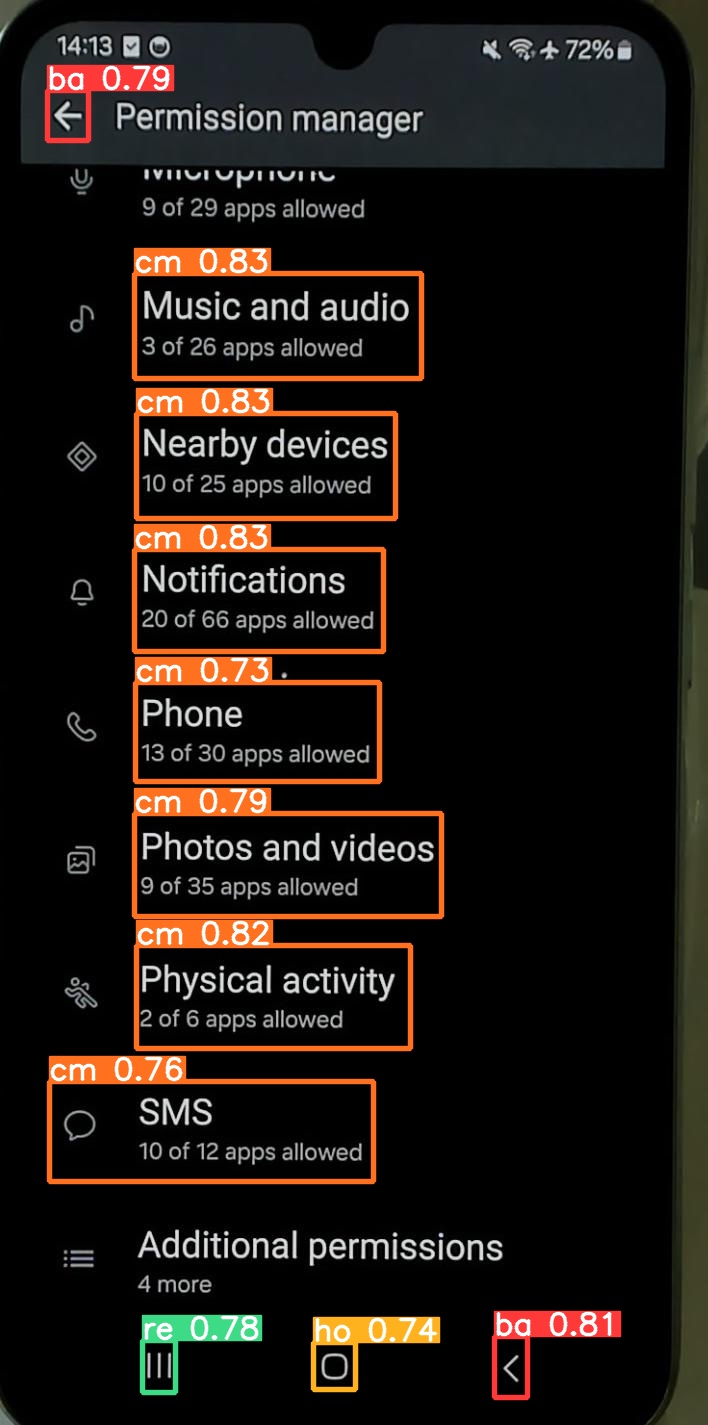 14:13
72%
ba 0.79
Permission manager
Microphone
9 of 29 apps allowed
cm 0.83
Music and audio
3 of 26 apps allowed
cm 0.83
Nearby devices
10 of 25 apps allowed
cm 0.83
Notifications
20 of 66 apps allowed
cm 0.73
Phone
13 of 30 apps allowed
cm 0.79
Photos and videos
9 of 35 apps allowed
cm 0.82
Physical activity
2 of 6 apps allowed
cm 0.76
SMS
10 of 12 apps allowed
Additional permissions
4 more
re 0.78
ho 0.74
ba 0.81